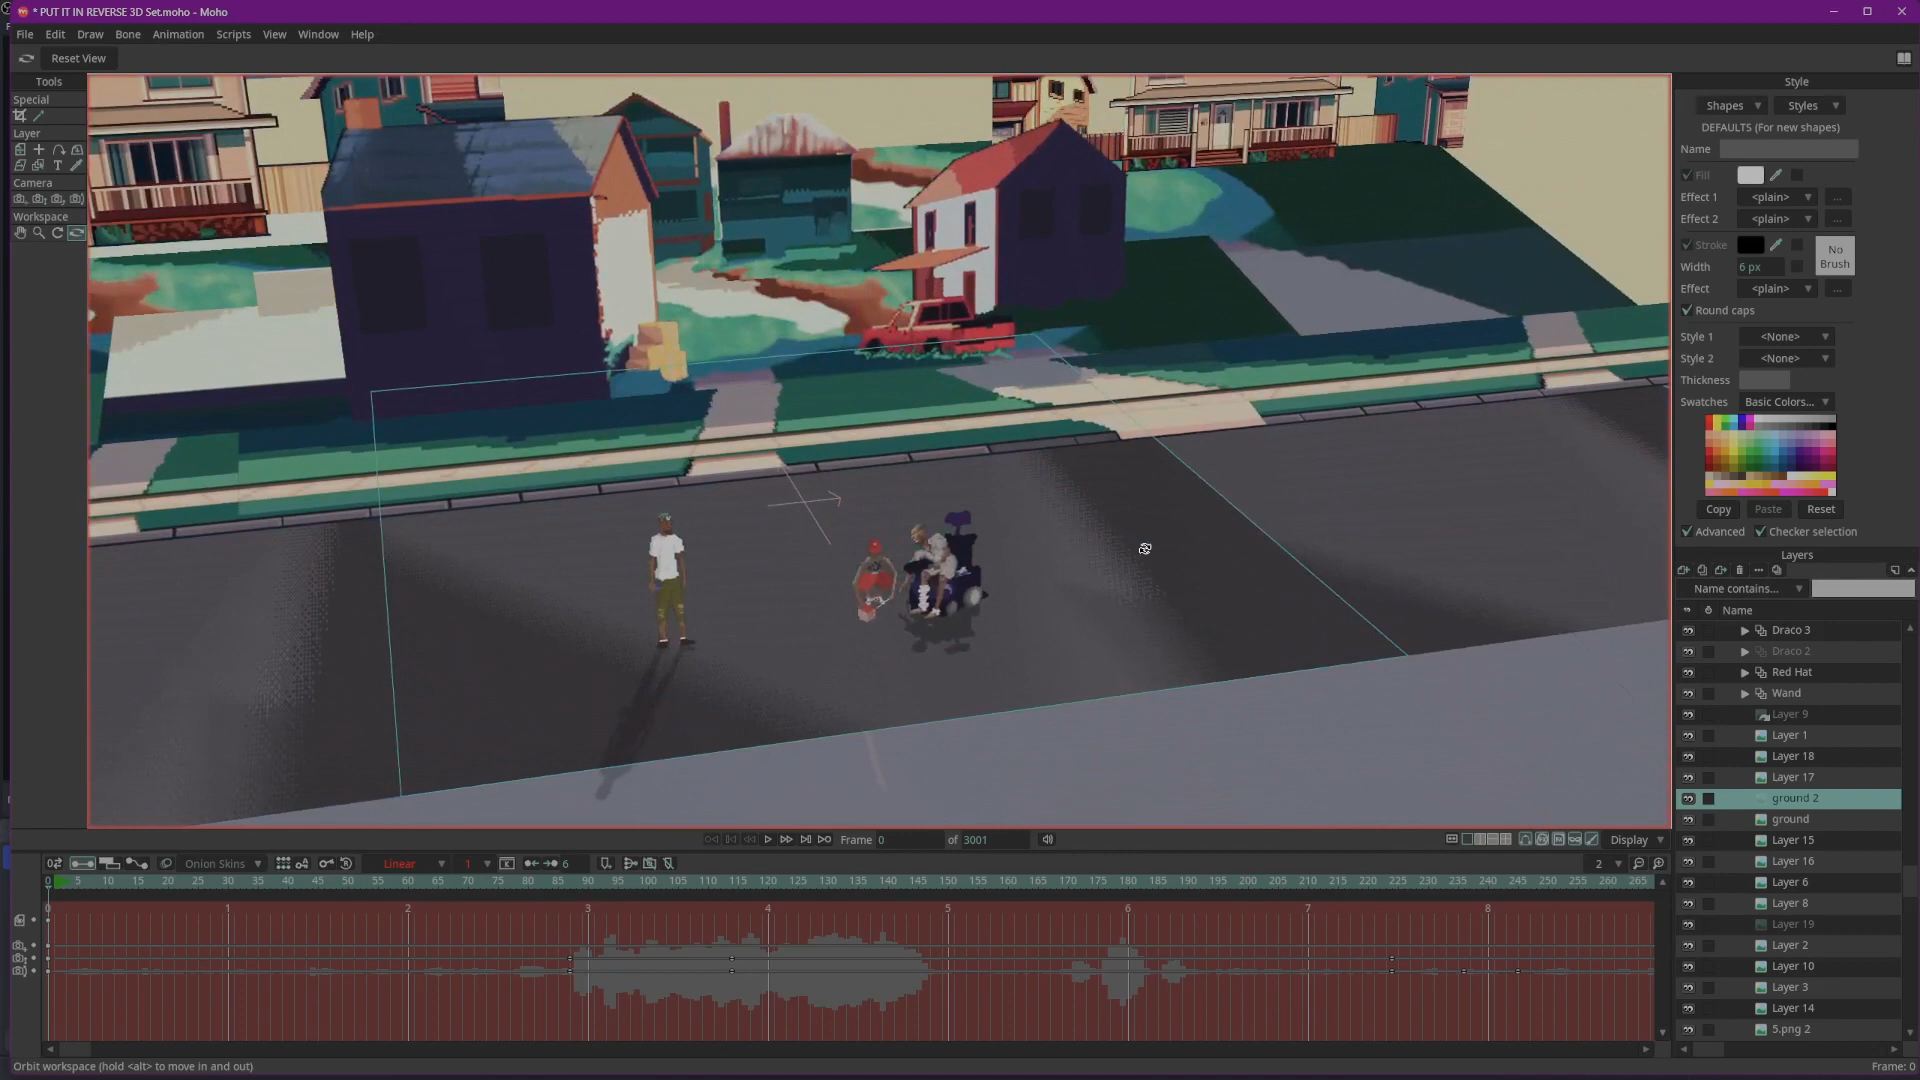 * PUT IT IN REVERSE 3D Set.moho - Moho
File Edit Draw Bone Animation Scripts View Window Help
Reset View
Tools
Special
Layer
Camera
Workspace
Style
Shapes Styles
DEFAULTS (For new shapes)
Name
Fill
Effect 1 <plain> ...
Effect 2 <plain> ...
Stroke
No Brush
Width 6 px
Effect <plain> ...
Round caps
Style 1 <None>
Style 2 <None>
Thickness
Swatches Basic Colors...
Copy Paste Reset
Advanced Checker selection
Layers
Name contains...
Name
Draco 3
Draco 2
Red Hat
Wand
Layer 9
Layer 1
Layer 18
Layer 17
ground 2
ground
Layer 15
Layer 16
Layer 6
Layer 8
Layer 19
Layer 2
Layer 10
Layer 3
Layer 14
5.png 2
Frame 0 of 3001
Display
Onion Skins Linear 1 6 2
0 5 10 15 20 25 30 35 40 45 50 55 60 65 70 75 80 85 90 95 100 105 110 115 120 125 130 135 140 145 150 155 160 165 170 175 180 185 190 195 200 205 210 215 220 225 230 235 240 245 250 255 260 265
0 1 2 3 4 5 6 7 8
Orbit workspace (hold <alt> to move in and out)
Frame: 0